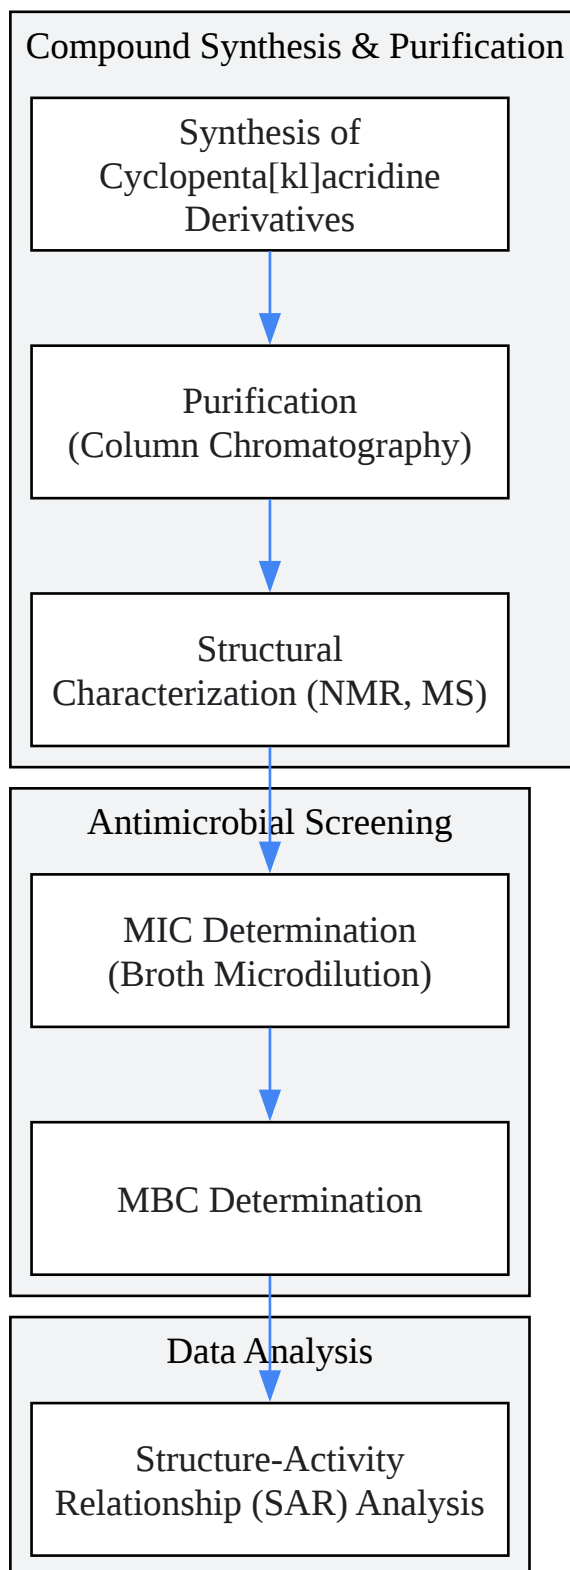 Compound Synthesis & Purification
Synthesis of
Cyclopenta[kl]acridine
Derivatives
Purification
(Column Chromatography)
Structural
Characterization (NMR, MS)
Antimicrobial Screening
MIC Determination
(Broth Microdilution)
MBC Determination
Data Analysis
Structure-Activity
Relationship (SAR) Analysis